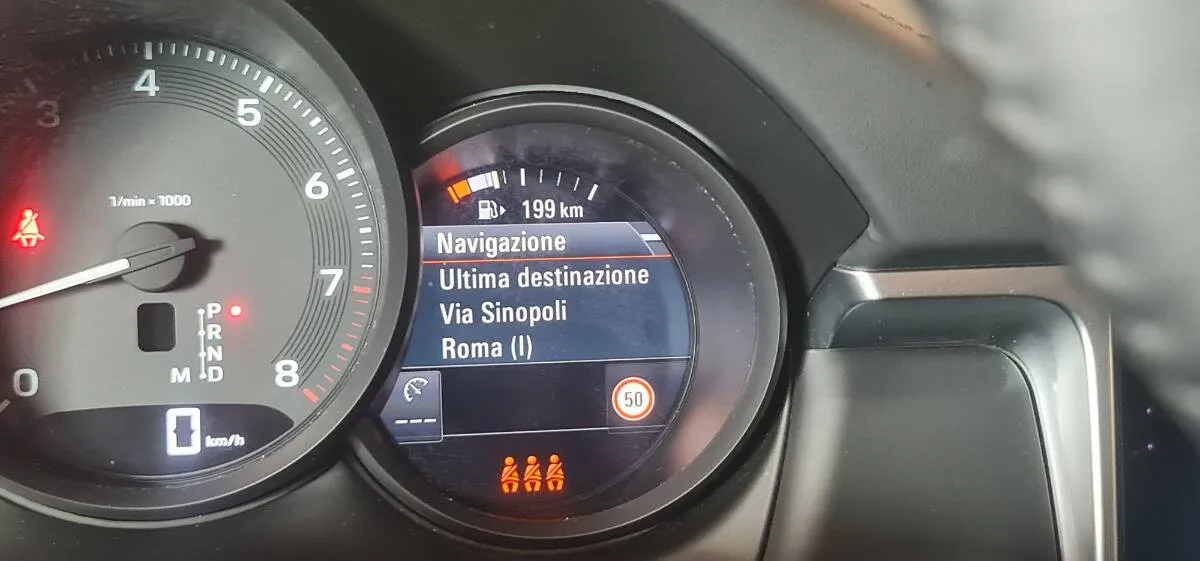 3
4
5
6
7
8
0
1/min × 1000
P
R
N
M D
0 km/h
199 km
Navigazione
Ultima destinazione
Via Sinopoli
Roma (I)
---
50